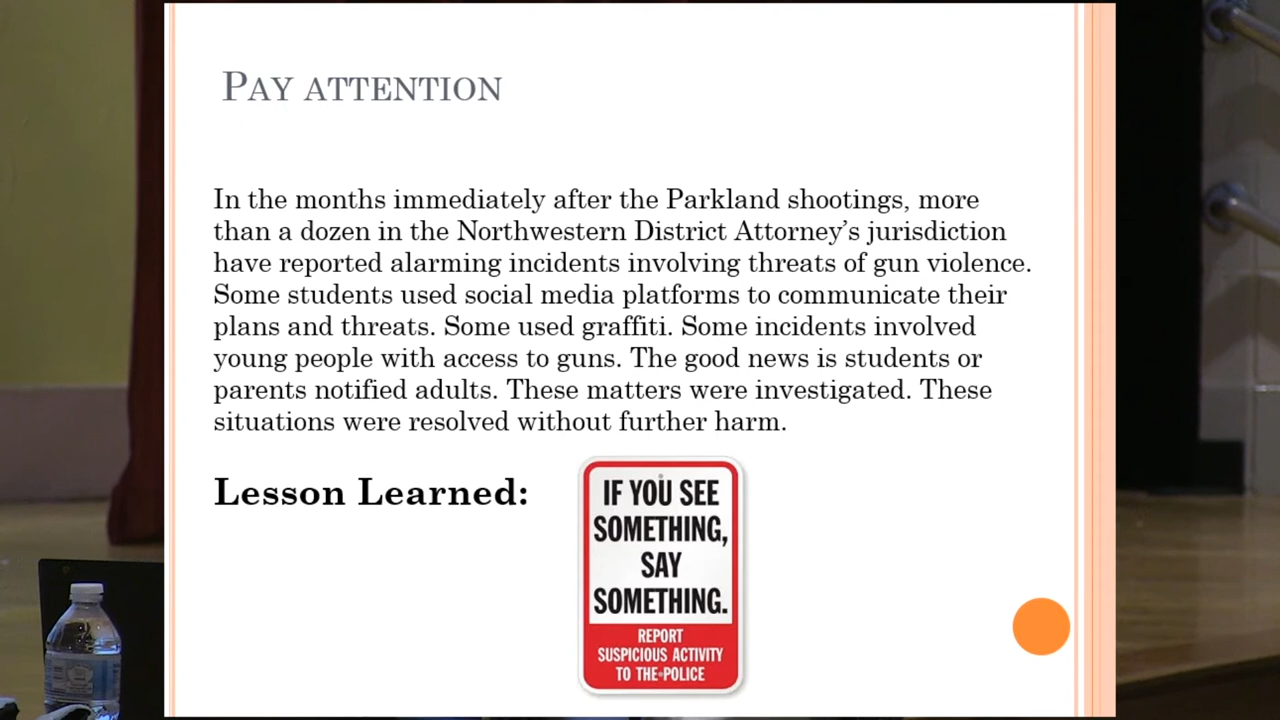 PAY ATTENTION
In the months immediately after the Parkland shootings, more
than a dozen in the Northwestern District Attorney's jurisdiction
have reported alarming incidents involving threats of gun violence.
Some students used social media platforms to communicate their
plans and threats. Some used graffiti. Some incidents involved
young people with access to guns. The good news is students or
parents notified adults. These matters were investigated. These
situations were resolved without further harm.
Lesson Learned:
IF YOU SEE
SOMETHING,
SAY
SOMETHING.
REPORT
SUSPICIOUS ACTIVITY
TO THE POLICE